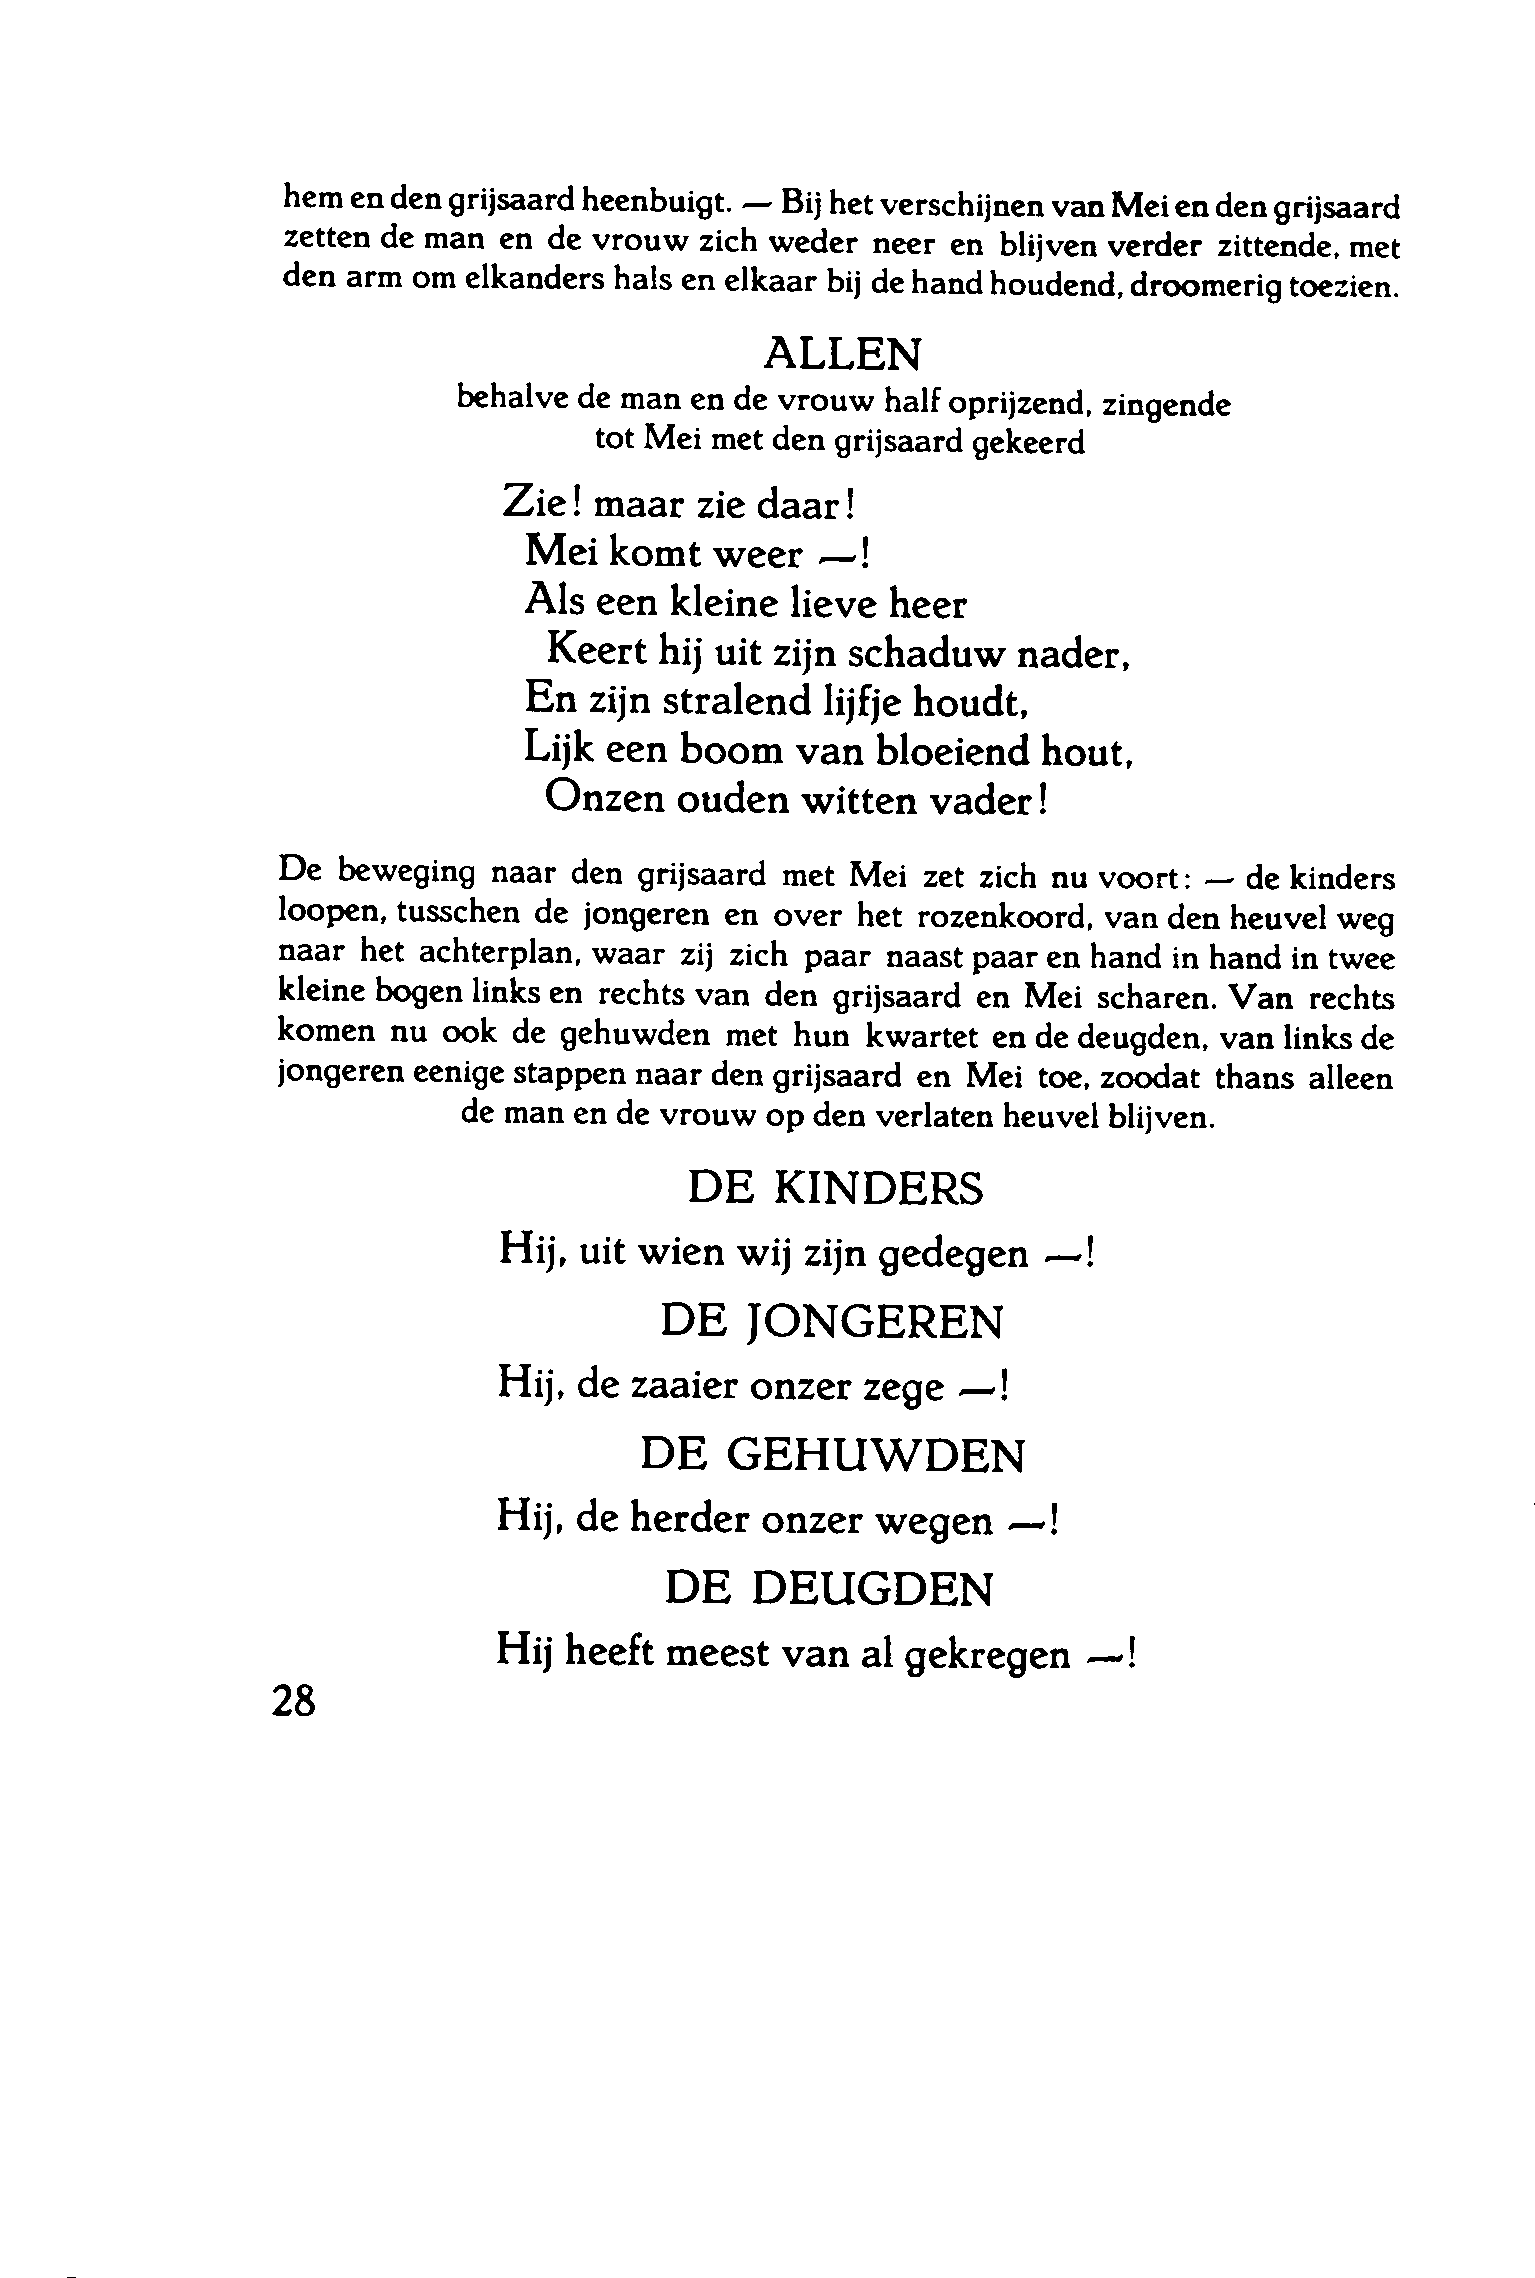 hem en den grijsaard heenbuigt. — Bij het verschijnen van Mei en den grijsaard
zetten de man en de vrouw zich weder neer en blijven verder zittende, met
den arm om elkanders hals en elkaar bij de hand houdend, droomerig toezien.
ALLEN
behalve de man en de vrouw half oprijzend, zingende
tot Mei met den grijsaard gekeerd
Zie! maar zie daar!
Mei komt weer —!
Als een kleine lieve heer
Keert hij uit zijn schaduw nader,
En zijn stralend lijfje houdt,
Lijk een boom van bloeiend hout,
Onzen ouden witten vader!
De beweging naar den grijsaard met Mei zet zich nu voort: — de kinders
loopen, tusschen de jongeren en over het rozenkoord, van den heuvel weg
naar het achterplan, waar zij zich paar naast paar en hand in hand in twee
kleine bogen links en rechts van den grijsaard en Mei scharen. Van rechts
komen nu ook de gehuwden met hun kwartet en de deugden, van links de
jongeren eenige stappen naar den grijsaard en Mei toe, zoodat thans alleen
de man en de vrouw op den verlaten heuvel blijven.
DE KINDERS
Hij, uit wien wij zijn gedegen —!
DE JONGEREN
Hij, de zaaier onzer zege —!
DE GEHUWDEN
Hij, de herder onzer wegen —!
DE DEUGDEN
Hij heeft meest van al gekregen —!
28